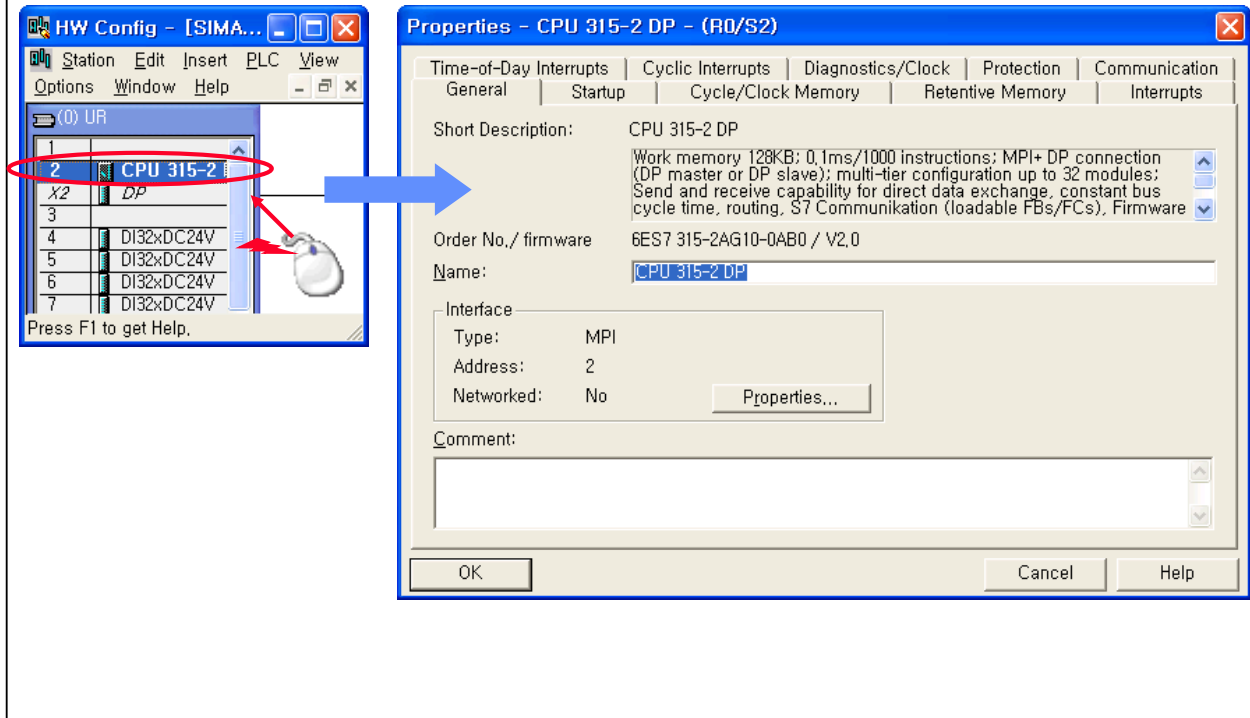 HW Config - [SIMA...
Station Edit Insert PLC View
Options Window Help
(0) UR
1
2 CPU 315-2
X2 DP
3
4 DI32xDC24V
5 DI32xDC24V
6 DI32xDC24V
7 DI32xDC24V
Press F1 to get Help.
Properties - CPU 315-2 DP - (R0/S2)
Time-of-Day Interrupts Cyclic Interrupts Diagnostics/Clock Protection Communication
General Startup Cycle/Clock Memory Retentive Memory Interrupts
Short Description: CPU 315-2 DP
Work memory 128KB; 0,1ms/1000 instructions; MPI+ DP connection
(DP master or DP slave); multi-tier configuration up to 32 modules;
Send and receive capability for direct data exchange, constant bus
cycle time, routing, S7 Communikation (loadable FBs/FCs), Firmware
Order No./ firmware 6ES7 315-2AG10-0AB0 / V2.0
Name: CPU 315-2 DP
Interface
Type: MPI
Address: 2
Networked: No Properties...
Comment:
OK Cancel Help